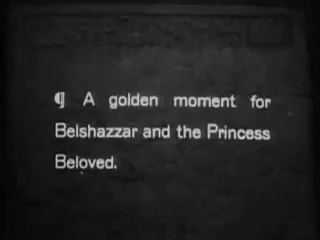 ¶ A golden moment for
Belshazzar and the Princess
Beloved.